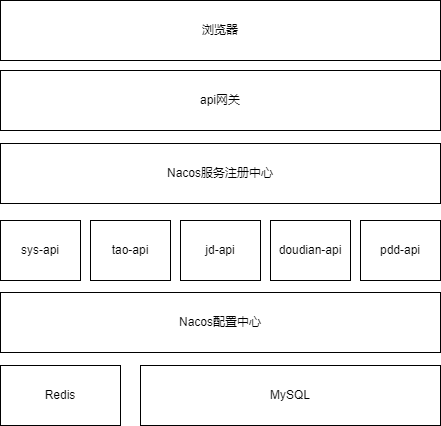 浏览器
api网关
Nacos服务注册中心
sys-api
tao-api
jd-api
doudian-api
pdd-api
Nacos配置中心
Redis
MySQL